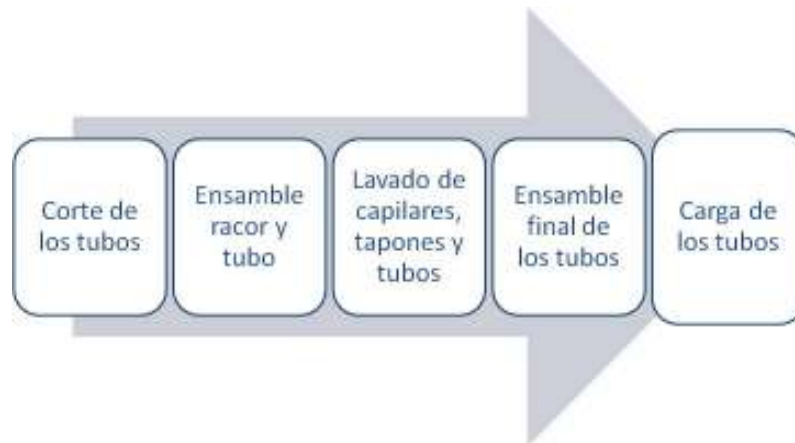 Corte de
los tubos
Ensamble
racor y
tubo
Lavado de
capilares,
tapones y
tubos
Ensamble
final de
los tubos
Carga de
los tubos